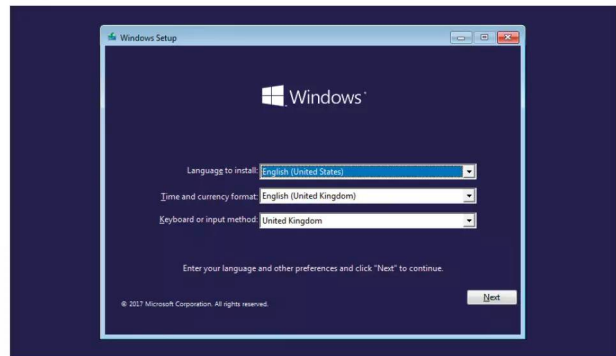 Windows Setup
Windows
Language to install: English (United States)
Time and currency format: English (United Kingdom)
Keyboard or input method: United Kingdom
Enter your language and other preferences and click "Next" to continue.
© 2017 Microsoft Corporation. All rights reserved.
Next